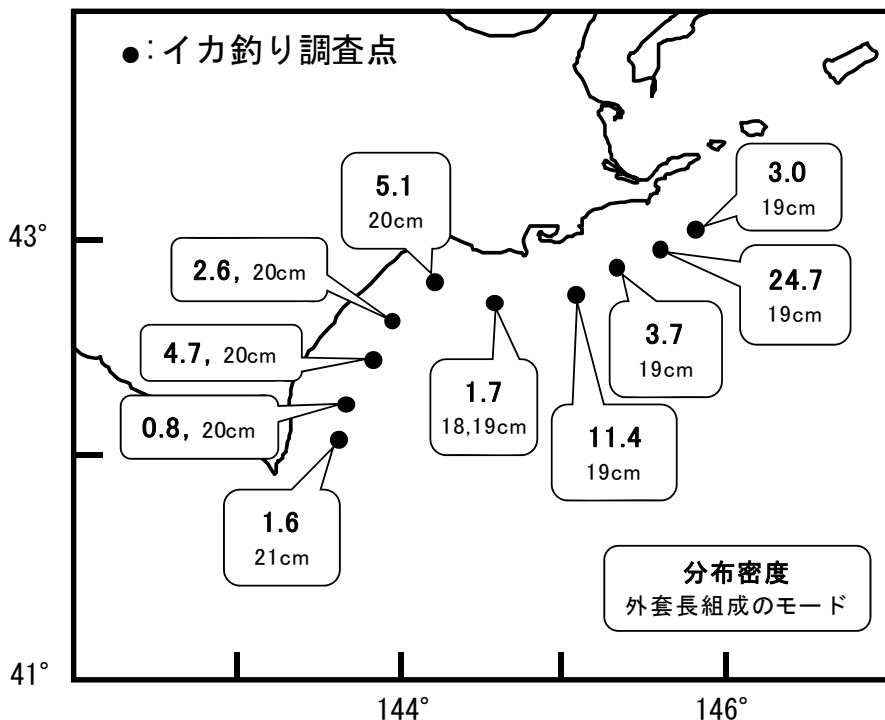 ●:イカ釣り調査点
5.1
20cm
3.0
19cm
43°
2.6, 20cm
24.7
19cm
3.7
19cm
4.7, 20cm
1.7
18,19cm
0.8, 20cm
11.4
19cm
1.6
21cm
分布密度
外套長組成のモード
41°
144°
146°